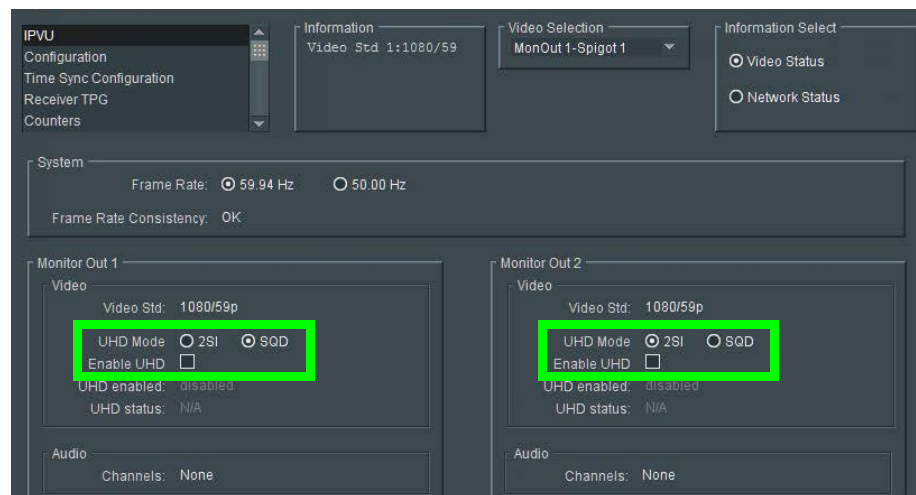 IPVU
Configuration
Time Sync Configuration
Receiver TPG
Counters
Information
Video Std 1:1080/59
Video Selection
MonOut 1-Spigot 1
Information Select
Video Status
Network Status
System
Frame Rate: 59.94 Hz 50.00 Hz
Frame Rate Consistency: OK
Monitor Out 1
Video
Video Std: 1080/59p
UHD Mode 2SI SQD
Enable UHD
UHD enabled: disabled
UHD status: N/A
Audio
Channels: None
Monitor Out 2
Video
Video Std: 1080/59p
UHD Mode 2SI SQD
Enable UHD
UHD enabled: disabled
UHD status: N/A
Audio
Channels: None